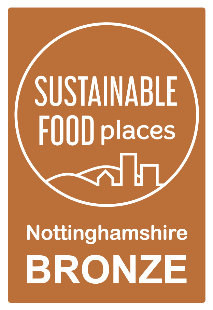 SUSTAINABLE
FOOD places
Nottinghamshire
BRONZE